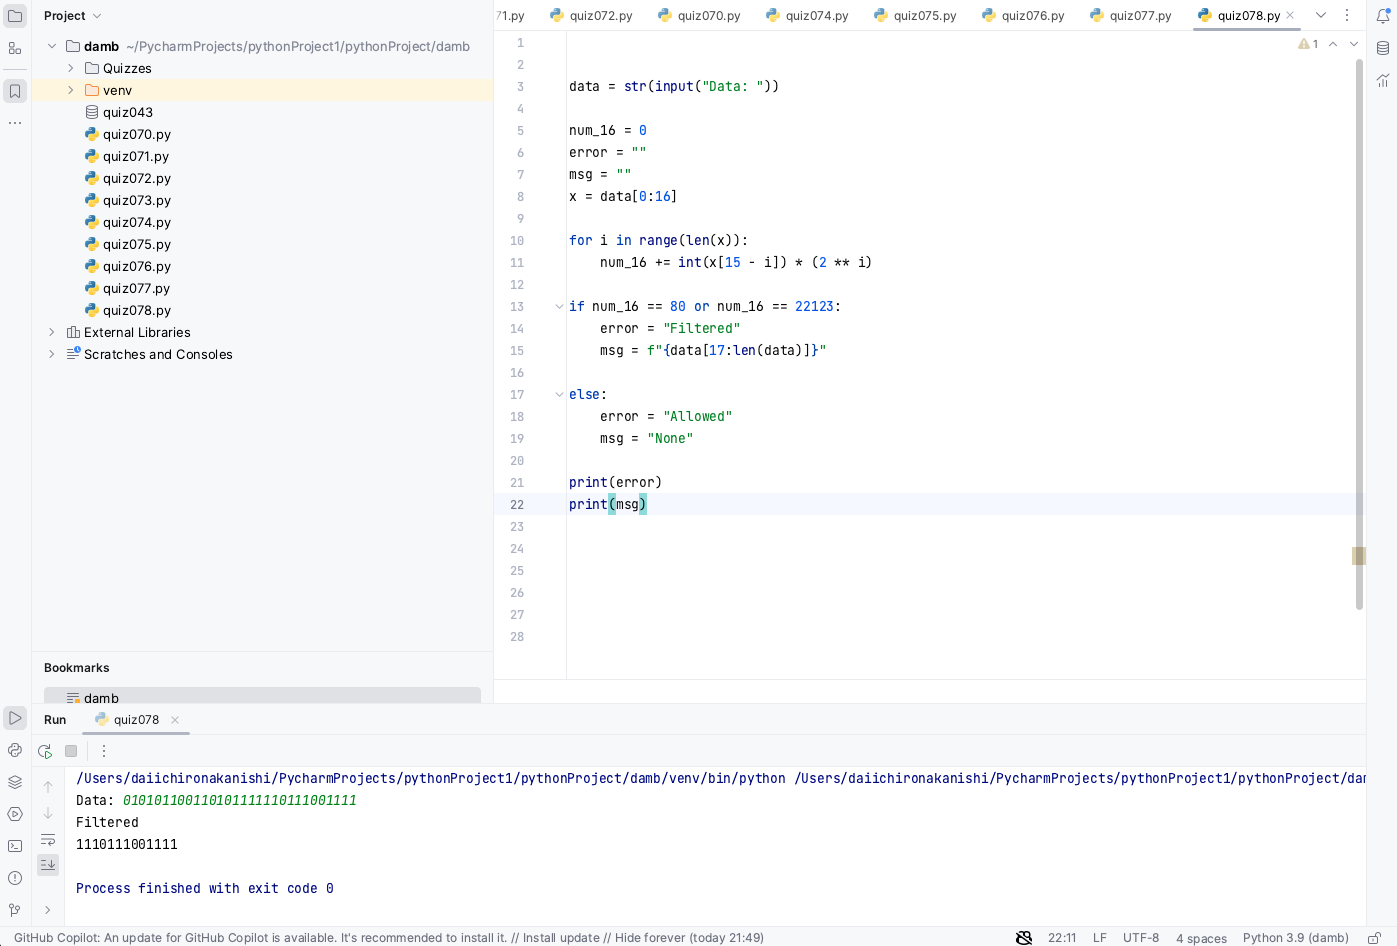 Project
71.py
quiz072.py
quiz070.py
quiz074.py
quiz075.py
quiz076.py
quiz077.py
quiz078.py
damb ~/PycharmProjects/pythonProject1/pythonProject/damb
Quizzes
venv
quiz043
quiz070.py
quiz071.py
quiz072.py
quiz073.py
quiz074.py
quiz075.py
quiz076.py
quiz077.py
quiz078.py
External Libraries
Scratches and Consoles
1
1
2
3 data = str(input("Data: "))
4
5 num_16 = 0
6 error = ""
7 msg = ""
8 x = data[0:16]
9
10 for i in range(len(x)):
11 num_16 += int(x[15 - i]) * (2 ** i)
12
13 if num_16 == 80 or num_16 == 22123:
14 error = "Filtered"
15 msg = f"{data[17:len(data)]}"
16
17 else:
18 error = "Allowed"
19 msg = "None"
20
21 print(error)
22 print(msg)
23
24
25
26
27
28
Bookmarks
damb
Run quiz078
/Users/daiichironakanishi/PycharmProjects/pythonProject1/pythonProject/damb/venv/bin/python /Users/daiichironakanishi/PycharmProjects/pythonProject1/pythonProject/dam
Data: 010101100110101111110111001111
Filtered
1110111001111
Process finished with exit code 0
GitHub Copilot: An update for GitHub Copilot is available. It's recommended to install it. // Install update // Hide forever (today 21:49)
22:11 LF UTF-8 4 spaces Python 3.9 (damb)